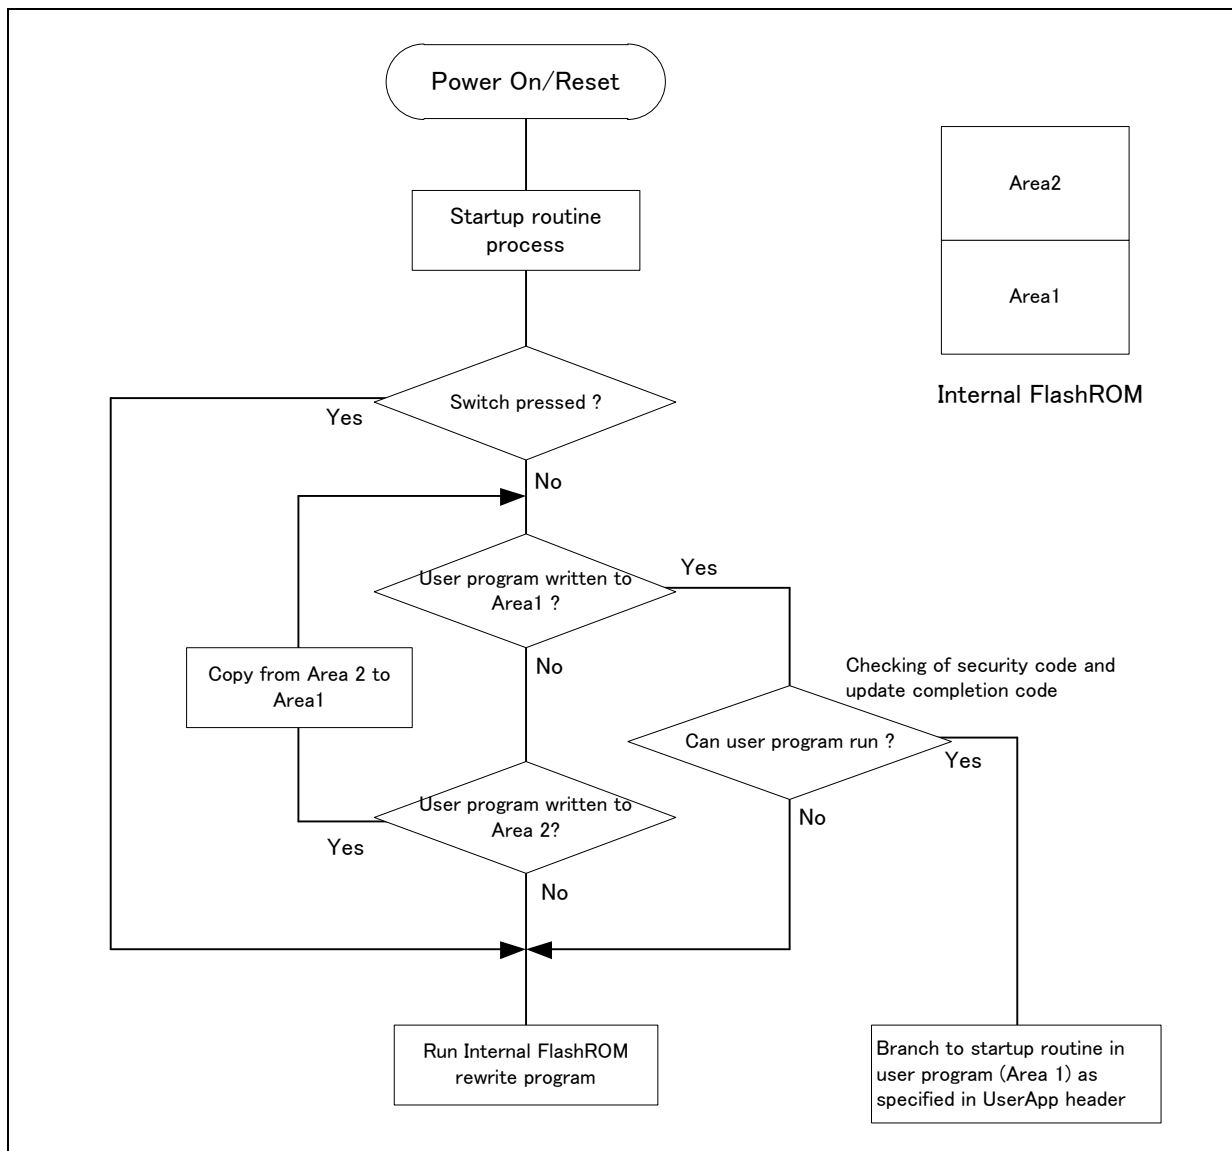 Power On/Reset
Startup routine
process
Area2
Area1
Internal FlashROM
Switch pressed ?
Yes
No
User program written to
Area1 ?
Yes
No
Copy from Area 2 to
Area1
Checking of security code and
update completion code
Can user program run ?
Yes
No
User program written to
Area 2?
Yes
No
Run Internal FlashROM
rewrite program
Branch to startup routine in
user program (Area 1) as
specified in UserApp header